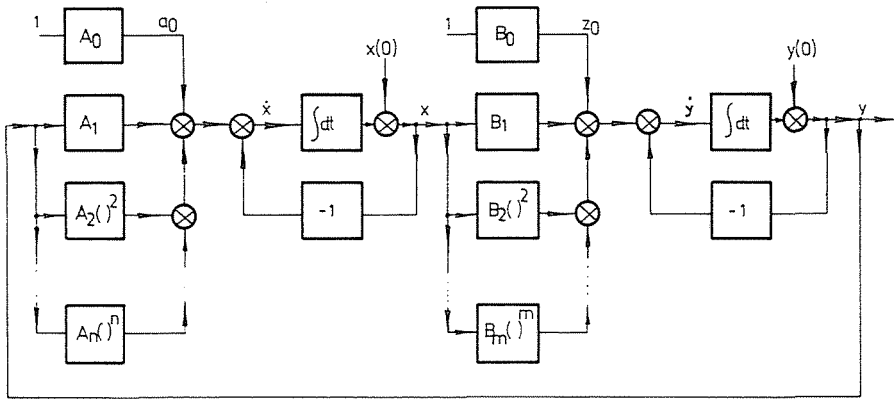 1 A₀ a₀ x(0) 1 B₀ z₀ y(0)
A₁ ẋ ∫dt x B₁ ẏ ∫dt y
A₂( )² -1 B₂( )² -1
Aₙ( )ⁿ Bₘ( )ᵐ